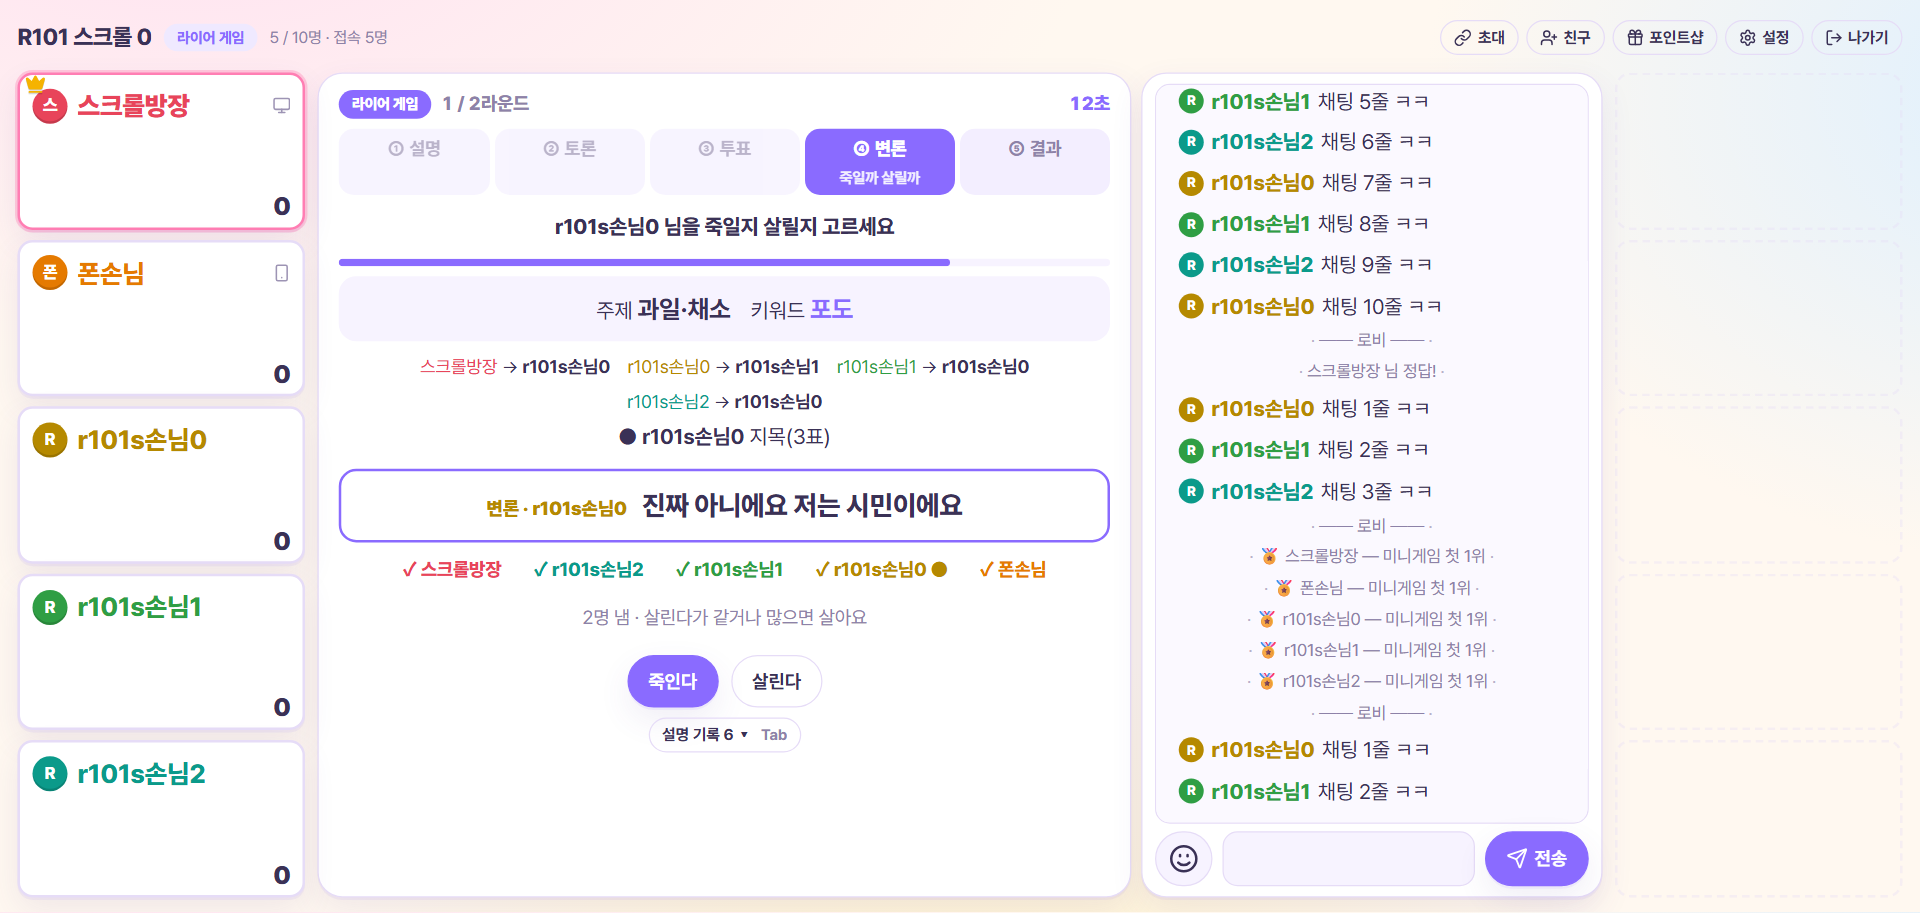 R101 스크롤 0 라이어 게임 5 / 10명 · 접속 5명
초대 친구 포인트샵 설정 나가기
스 스크롤방장
0
폰 폰손님
0
R r101s손님0
0
R r101s손님1
0
R r101s손님2
0
라이어 게임 1 / 2라운드 12초
① 설명 ② 토론 ③ 투표 ④ 변론 ⑤ 결과
죽일까 살릴까
r101s손님0 님을 죽일지 살릴지 고르세요
주제 과일·채소 키워드 포도
스크롤방장 → r101s손님0 r101s손님0 → r101s손님1 r101s손님1 → r101s손님0
r101s손님2 → r101s손님0
● r101s손님0 지목(3표)
변론 · r101s손님0 진짜 아니에요 저는 시민이에요
✓ 스크롤방장 ✓ r101s손님2 ✓ r101s손님1 ✓ r101s손님0 ● ✓ 폰손님
2명 냄 · 살린다가 같거나 많으면 살아요
죽인다 살린다
설명 기록 6 ▾ Tab
R r101s손님1 채팅 5줄 ㅋㅋ
R r101s손님2 채팅 6줄 ㅋㅋ
R r101s손님0 채팅 7줄 ㅋㅋ
R r101s손님1 채팅 8줄 ㅋㅋ
R r101s손님2 채팅 9줄 ㅋㅋ
R r101s손님0 채팅 10줄 ㅋㅋ
· —— 로비 —— ·
· 스크롤방장 님 정답! ·
R r101s손님0 채팅 1줄 ㅋㅋ
R r101s손님1 채팅 2줄 ㅋㅋ
R r101s손님2 채팅 3줄 ㅋㅋ
· —— 로비 —— ·
· 🏅 스크롤방장 — 미니게임 첫 1위 ·
· 🏅 폰손님 — 미니게임 첫 1위 ·
· 🏅 r101s손님0 — 미니게임 첫 1위 ·
· 🏅 r101s손님1 — 미니게임 첫 1위 ·
· 🏅 r101s손님2 — 미니게임 첫 1위 ·
· —— 로비 —— ·
R r101s손님0 채팅 1줄 ㅋㅋ
R r101s손님1 채팅 2줄 ㅋㅋ
전송